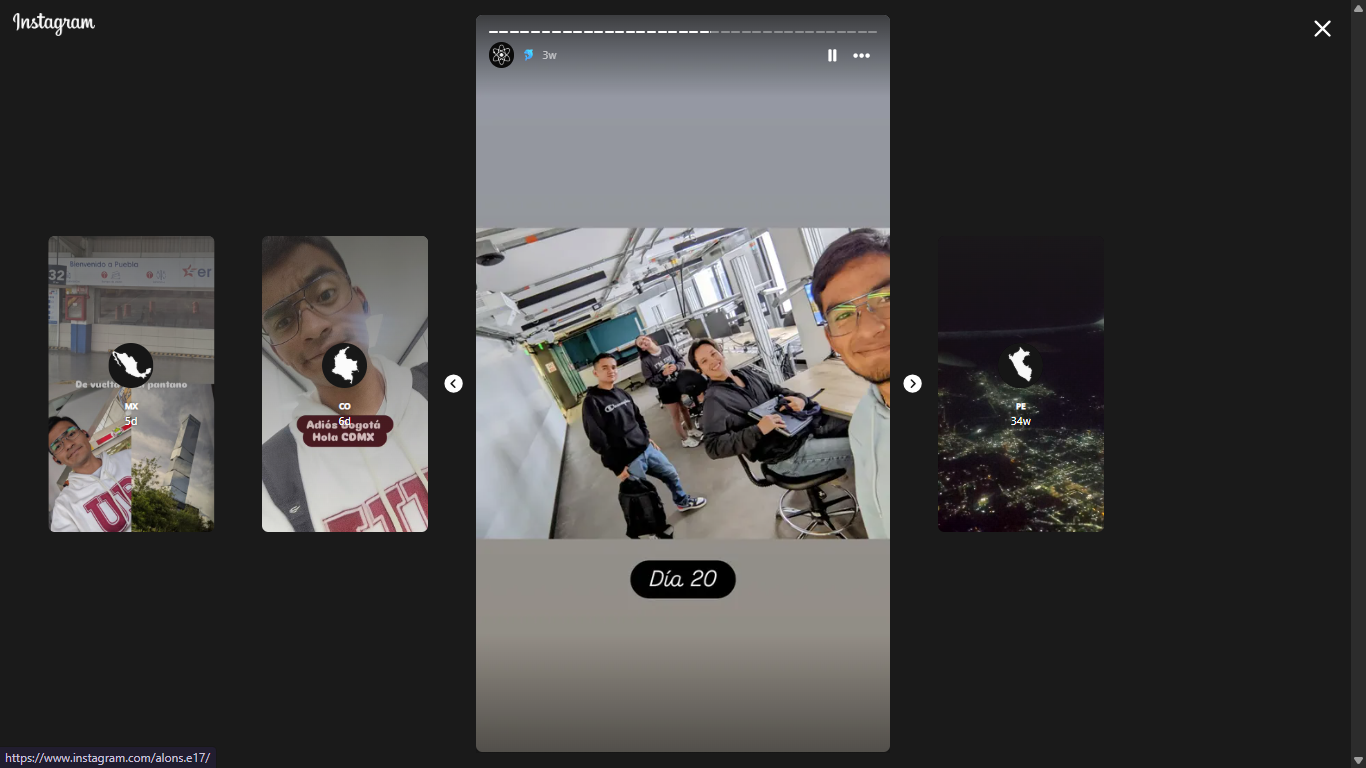 Instagram
3w
Bienvenido a Puebla
32
er
De vuelta pantano
MX
5d
CO
6d
Adiós Bogotá
Hola CDMX
Día 20
PE
34w
https://www.instagram.com/alons.e17/